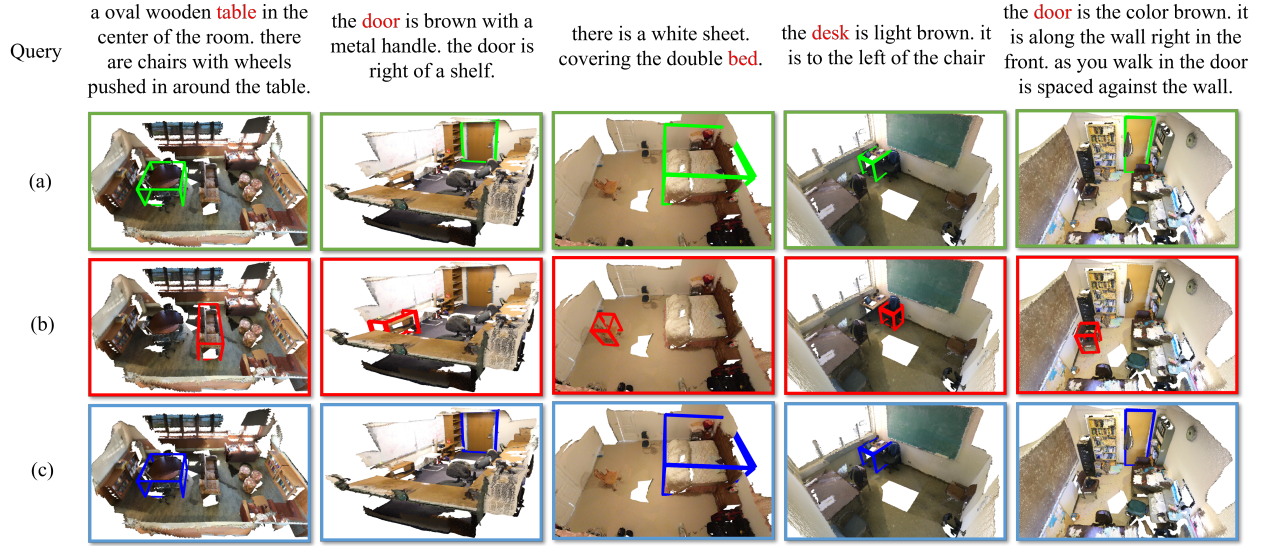 Query
a oval wooden table in the
center of the room. there
are chairs with wheels
pushed in around the table.
the door is brown with a
metal handle. the door is
right of a shelf.
there is a white sheet.
covering the double bed.
the desk is light brown. it
is to the left of the chair
the door is the color brown. it
is along the wall right in the
front. as you walk in the door
is spaced against the wall.
(a)
(b)
(c)